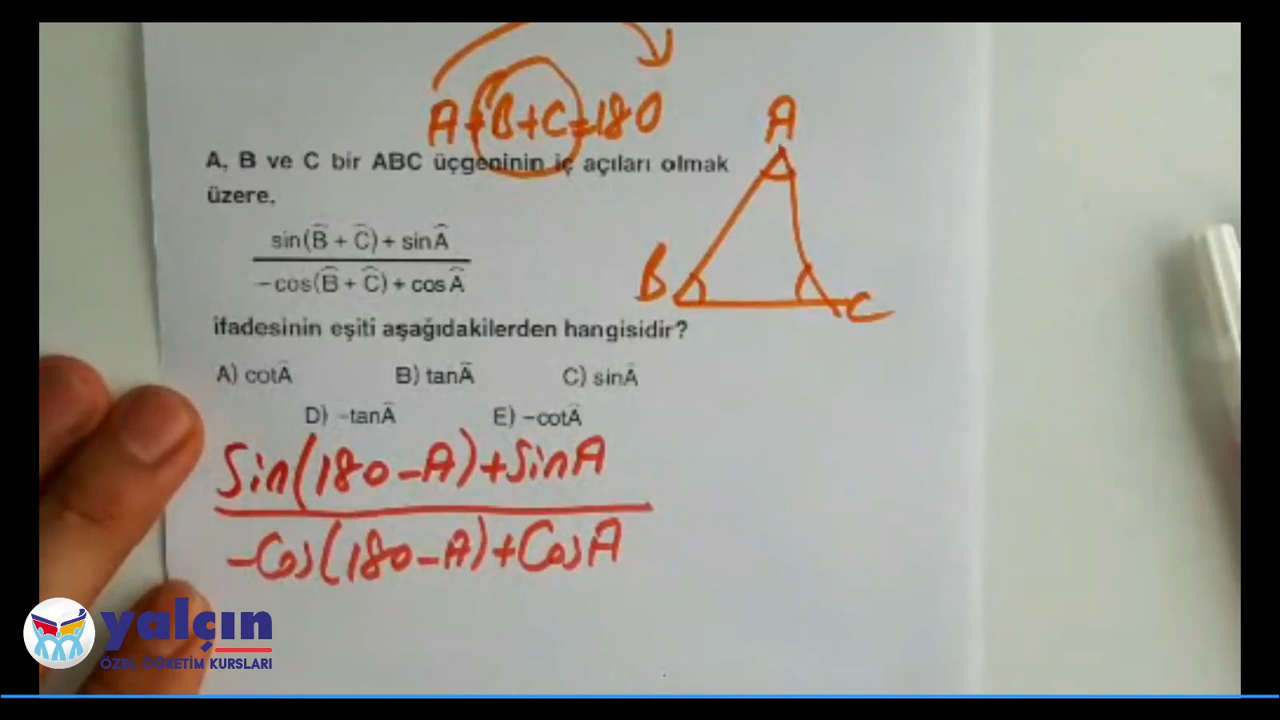 A+B+C=180
A, B ve C bir ABC üçgeninin iç açıları olmak
üzere,
sin(B̂ + Ĉ) + sinÂ
-cos(B̂ + Ĉ) + cosÂ
ifadesinin eşiti aşağıdakilerden hangisidir?
A) cotÂ B) tanÂ C) sinÂ
D) -tanÂ E) -cotÂ
A
B
C
Sin(180-A)+SinA
-Cos(180-A)+CosA
yalçın
ÖZEL ÖĞRETİM KURSLARI